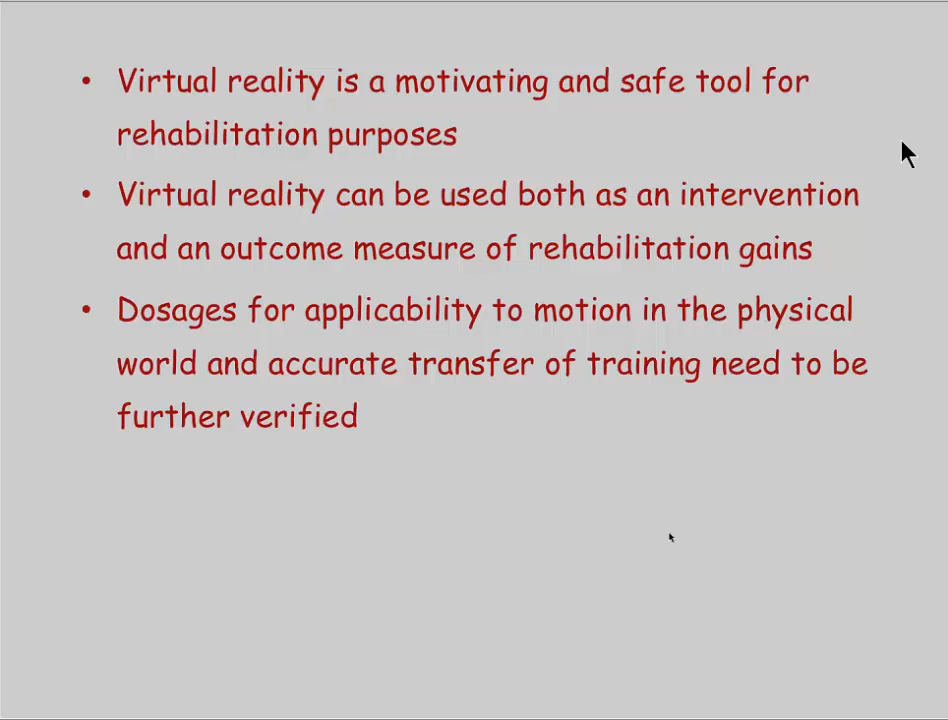 • Virtual reality is a motivating and safe tool for
rehabilitation purposes
• Virtual reality can be used both as an intervention
and an outcome measure of rehabilitation gains
• Dosages for applicability to motion in the physical
world and accurate transfer of training need to be
further verified